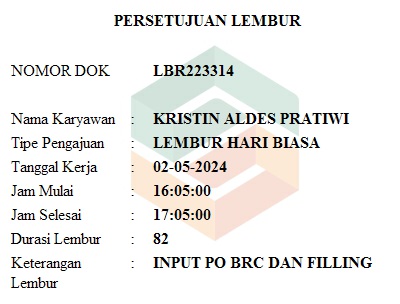 PERSETUJUAN LEMBUR
NOMOR DOK LBR223314
Nama Karyawan : KRISTIN ALDES PRATIWI
Tipe Pengajuan : LEMBUR HARI BIASA
Tanggal Kerja : 02-05-2024
Jam Mulai : 16:05:00
Jam Selesai : 17:05:00
Durasi Lembur : 82
Keterangan : INPUT PO BRC DAN FILLING
Lembur